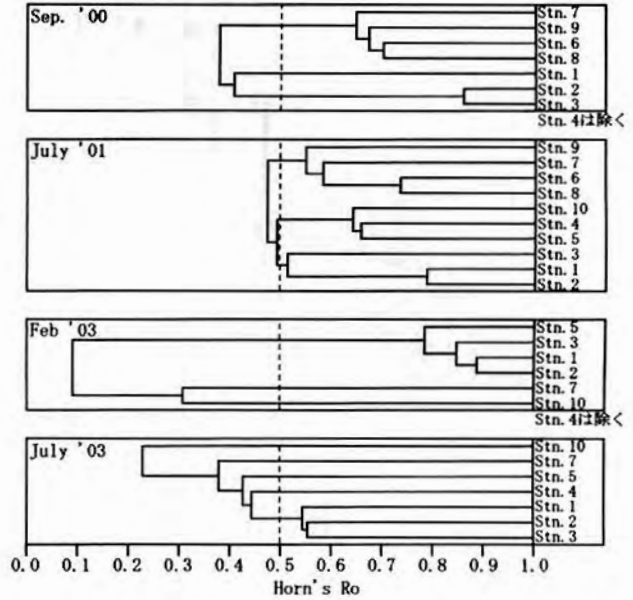 Sep. '00
Stn. 7
Stn. 9
Stn. 6
Stn. 8
Stn. 1
Stn. 2
Stn. 3
Stn. 4は除く
July '01
Stn. 9
Stn. 7
Stn. 6
Stn. 8
Stn. 10
Stn. 4
Stn. 5
Stn. 3
Stn. 1
Stn. 2
Feb '03
Stn. 5
Stn. 3
Stn. 1
Stn. 2
Stn. 7
Stn. 10
Stn. 4は除く
July '03
Stn. 10
Stn. 7
Stn. 5
Stn. 4
Stn. 1
Stn. 2
Stn. 3
0.0 0.1 0.2 0.3 0.4 0.5 0.6 0.7 0.8 0.9 1.0
Horn's Ro